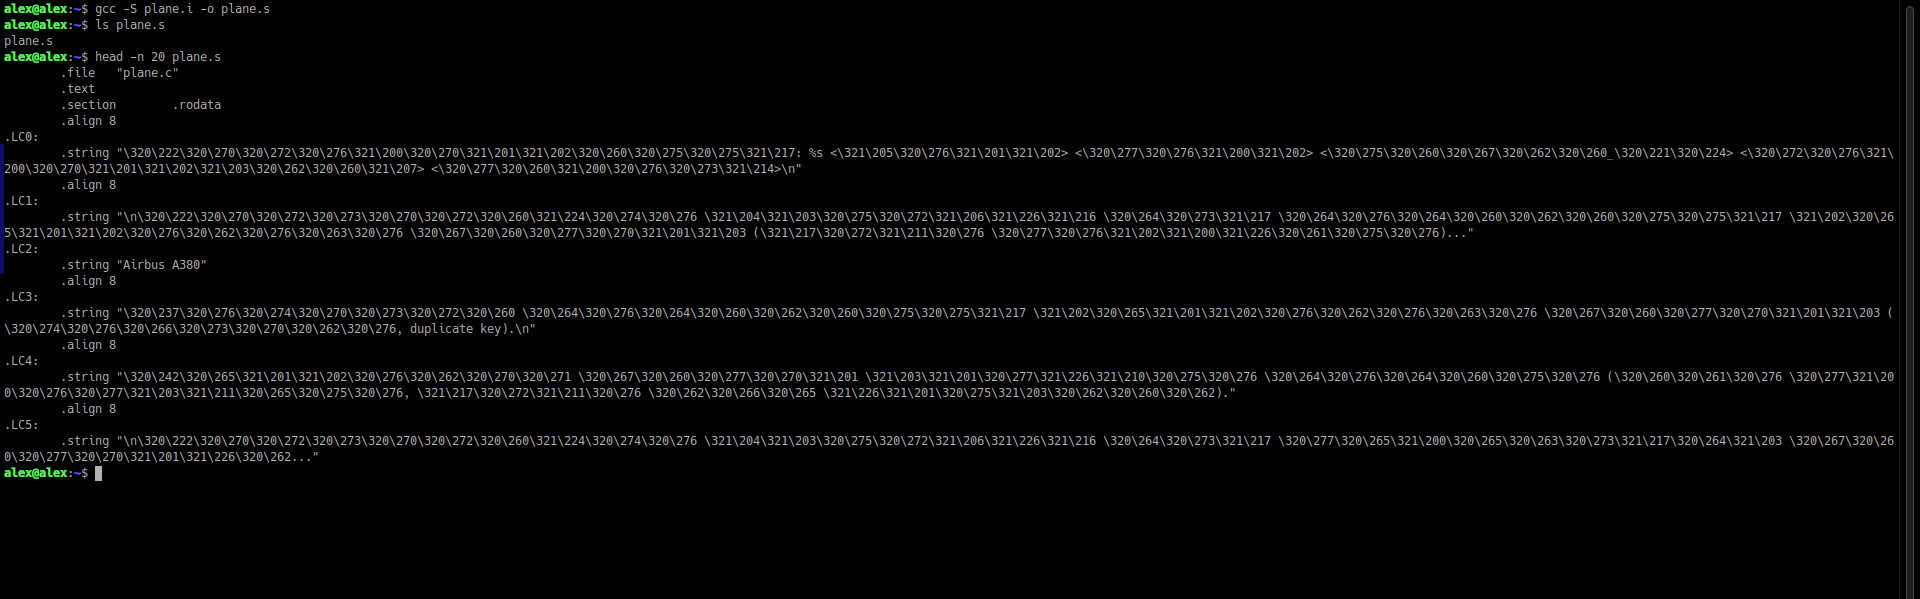 alex@alex:~$ gcc -S plane.i -o plane.s
alex@alex:~$ ls plane.s
plane.s
alex@alex:~$ head -n 20 plane.s
        .file   "plane.c"
        .text
        .section        .rodata
        .align 8
.LC0:
        .string "\320\222\320\270\320\272\320\276\321\200\320\270\321\201\321\202\320\260\320\275\320\275\321\217: %s <\321\205\320\276\321\201\321\202> <\320\277\320\276\321\200\321\202> <\320\275\320\260\320\267\320\262\320\260_\320\221\320\224> <\320\272\320\276\321\
200\320\270\321\201\321\202\321\203\320\262\320\260\321\207> <\320\277\320\260\321\200\320\276\320\273\321\214>\n"
        .align 8
.LC1:
        .string "\n\320\222\320\270\320\272\320\273\320\270\320\272\320\260\321\224\320\274\320\276 \321\204\321\203\320\275\320\272\321\206\321\226\321\216 \320\264\320\273\321\217 \320\264\320\276\320\264\320\260\320\262\320\260\320\275\320\275\321\217 \321\202\320\26
5\321\201\321\202\320\276\320\262\320\276\320\263\320\276 \320\267\320\260\320\277\320\270\321\201\321\203 (\321\217\320\272\321\211\320\276 \320\277\320\276\321\202\321\200\321\226\320\261\320\275\320\276)..."
.LC2:
        .string "Airbus A380"
        .align 8
.LC3:
        .string "\320\237\320\276\320\274\320\270\320\273\320\272\320\260 \320\264\320\276\320\264\320\260\320\262\320\260\320\275\320\275\321\217 \321\202\320\265\321\201\321\202\320\276\320\262\320\276\320\263\320\276 \320\267\320\260\320\277\320\270\321\201\321\203 (
\320\274\320\276\320\266\320\273\320\270\320\262\320\276, duplicate key).\n"
        .align 8
.LC4:
        .string "\320\242\320\265\321\201\321\202\320\276\320\262\320\270\320\271 \320\267\320\260\320\277\320\270\321\201 \321\203\321\201\320\277\321\226\321\210\320\275\320\276 \320\264\320\276\320\264\320\260\320\275\320\276 (\320\260\320\261\320\276 \320\277\321\20
0\320\276\320\277\321\203\321\211\320\265\320\275\320\276, \321\217\320\272\321\211\320\276 \320\262\320\266\320\265 \321\226\321\201\320\275\321\203\320\262\320\260\320\262)."
        .align 8
.LC5:
        .string "\n\320\222\320\270\320\272\320\273\320\270\320\272\320\260\321\224\320\274\320\276 \321\204\321\203\320\275\320\272\321\206\321\226\321\216 \320\264\320\273\321\217 \320\277\320\265\321\200\320\265\320\263\320\273\321\217\320\264\321\203 \320\267\320\26
0\320\277\320\270\321\201\321\226\320\262..."
alex@alex:~$